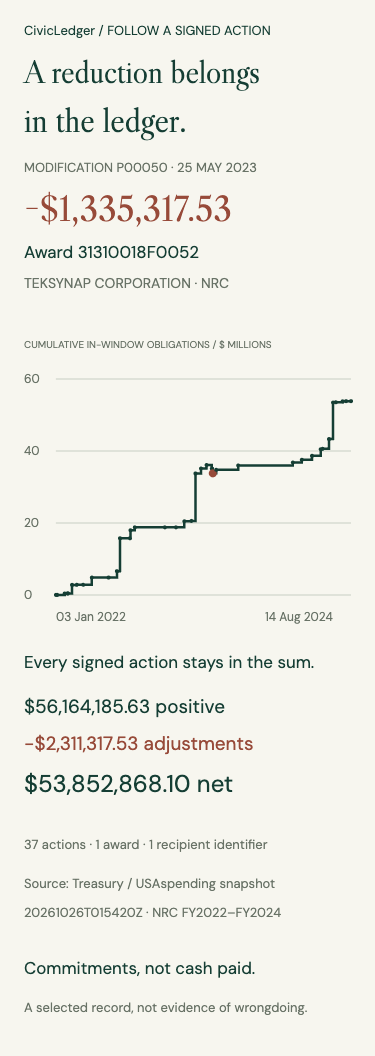 CivicLedger / FOLLOW A SIGNED ACTION
A reduction belongs
in the ledger.
MODIFICATION P00050 · 25 MAY 2023
−$1,335,317.53
Award 31310018F0052
TEKSYNAP CORPORATION · NRC
CUMULATIVE IN-WINDOW OBLIGATIONS / $ MILLIONS
60
40
20
0
03 Jan 2022
14 Aug 2024
Every signed action stays in the sum.
$56,164,185.63 positive
−$2,311,317.53 adjustments
$53,852,868.10 net
37 actions · 1 award · 1 recipient identifier
Source: Treasury / USAspending snapshot
20261026T015420Z · NRC FY2022–FY2024
Commitments, not cash paid.
A selected record, not evidence of wrongdoing.